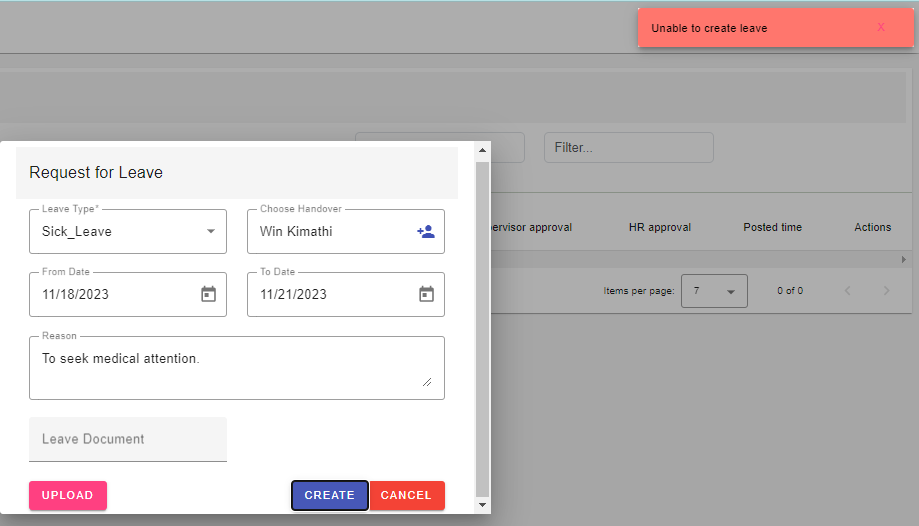 Unable to create leave X
Filter...
Request for Leave
Leave Type*
Choose Handover
Sick_Leave
Win Kimathi
From Date
To Date
11/18/2023
11/21/2023
Reason
To seek medical attention.
Leave Document
UPLOAD CREATE CANCEL
approval HR approval Posted time Actions
Items per page: 7 0 of 0